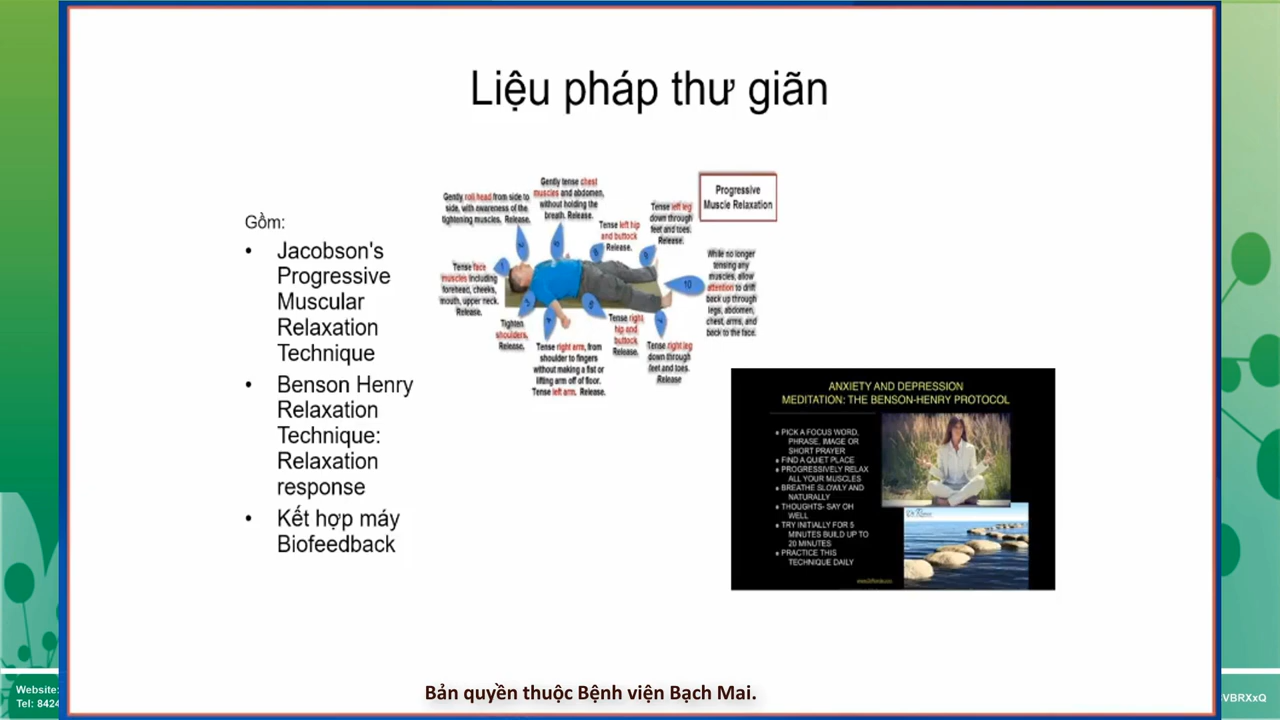 Liệu pháp thư giãn
Gồm:
• Jacobson's
Progressive
Muscular
Relaxation
Technique
• Benson Henry
Relaxation
Technique:
Relaxation
response
• Kết hợp máy
Biofeedback
Progressive
Muscle Relaxation
Tense face
muscles including
forehead, cheeks,
mouth, upper neck.
Release.
Gently roll head from side to
side, with awareness of the
tightening muscles. Release.
Gently tense chest
muscles and abdomen,
without holding the
breath. Release.
Tense left hip
and buttock
Release.
Tense left leg
down through
feet and toes.
Release.
While no longer
tensing any
muscles, allow
attention to drift
back up through
legs, abdomen,
chest, arms, and
back to the face.
10
Tighten
shoulders.
Release.
Tense right arm, from
shoulder to fingers
without making a fist or
lifting arm off of floor.
Tense left arm. Release.
Tense right
hip and
buttock
Release.
Tense right leg
down through
feet and toes.
Release
ANXIETY AND DEPRESSION
MEDITATION: THE BENSON-HENRY PROTOCOL
PICK A FOCUS WORD,
PHRASE, IMAGE OR
SHORT PRAYER
FIND A QUIET PLACE
PROGRESSIVELY RELAX
ALL YOUR MUSCLES
BREATHE SLOWLY AND
NATURALLY
THOUGHTS- SAY OH
WELL
TRY INITIALLY FOR 5
MINUTES BUILD UP TO
20 MINUTES
PRACTICE THIS
TECHNIQUE DAILY
Bản quyền thuộc Bệnh viện Bạch Mai.
Website:
Tel: 8424
VBRXxQ